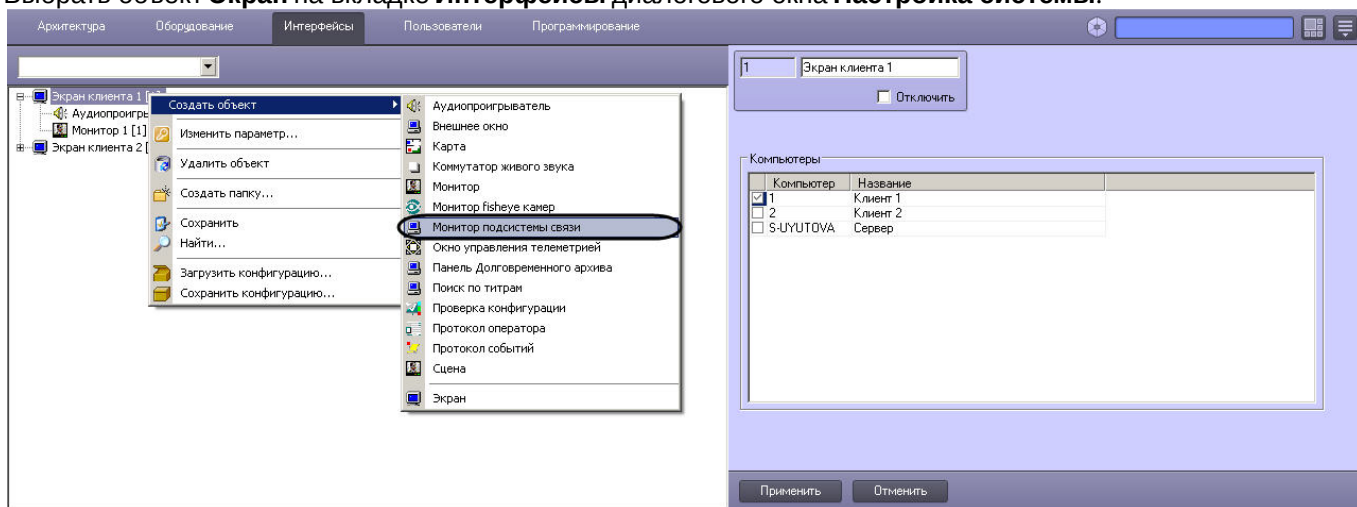 Выбрать объект Экран на вкладке Интерфейсы диалогового окна Настройка системы.
Архитектура Оборудование Интерфейсы Пользователи Программирование
Экран клиента 1
Аудиопроигры
Монитор 1 [1]
Экран клиента 2 [
Создать объект
Изменить параметр...
Удалить объект
Создать папку...
Сохранить
Найти...
Загрузить конфигурацию...
Сохранить конфигурацию...
Аудиопроигрыватель
Внешнее окно
Карта
Коммутатор живого звука
Монитор
Монитор fisheye камер
Монитор подсистемы связи
Окно управления телеметрией
Панель Долговременного архива
Поиск по титрам
Проверка конфигурации
Протокол оператора
Протокол событий
Сцена
Экран
1 Экран клиента 1
Отключить
Компьютеры
Компьютер Название
1 Клиент 1
2 Клиент 2
S-UYUTOVA Сервер
Применить Отменить